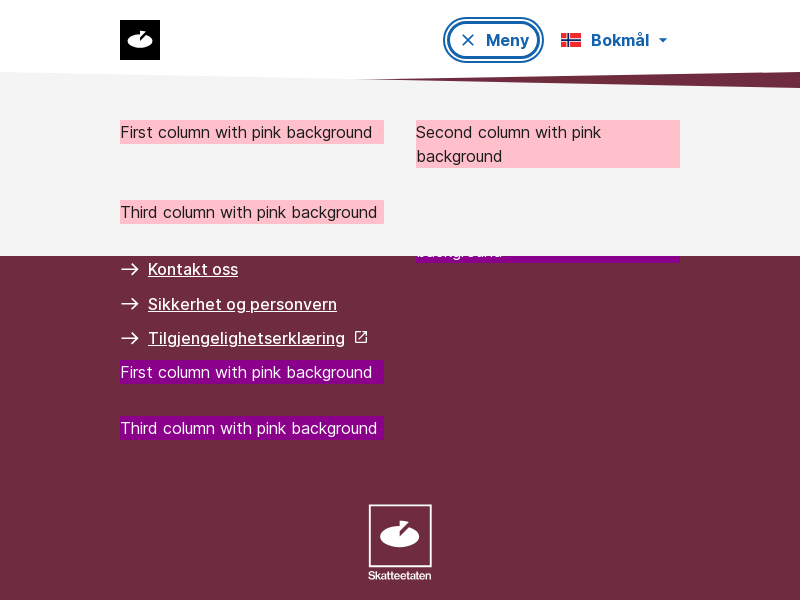 Meny
Bokmål
First column with pink background
Second column with pink
background
Third column with pink background
background
Kontakt oss
Sikkerhet og personvern
Tilgjengelighetserklæring
First column with pink background
Third column with pink background
Skatteetaten